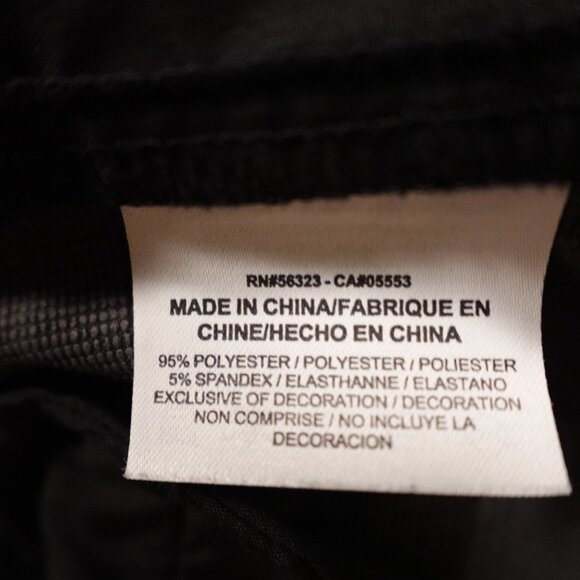 RN#56323 - CA#05553
MADE IN CHINA/FABRIQUE EN
CHINE/HECHO EN CHINA
95% POLYESTER / POLYESTER / POLIESTER
5% SPANDEX / ELASTHANNE / ELASTANO
EXCLUSIVE OF DECORATION / DECORATION
NON COMPRISE / NO INCLUYE LA
DECORACION